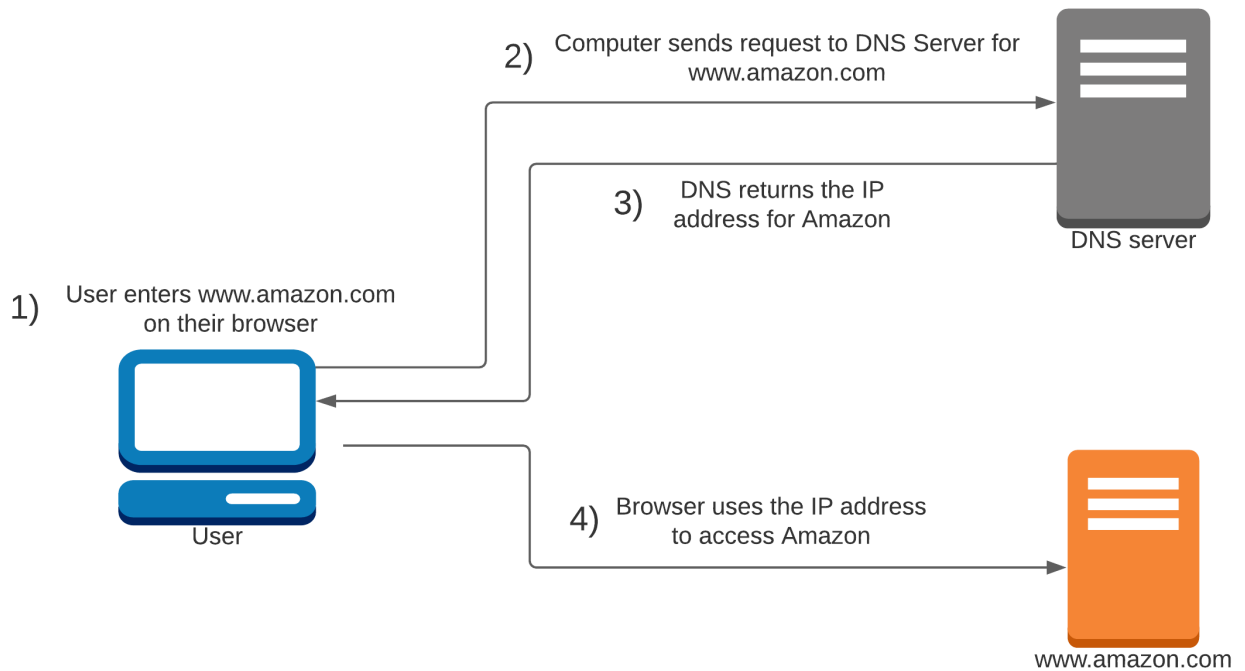 2)
Computer sends request to DNS Server for
www.amazon.com
3)
DNS returns the IP
address for Amazon
DNS server
1)
User enters www.amazon.com
on their browser
User
4)
Browser uses the IP address
to access Amazon
www.amazon.com